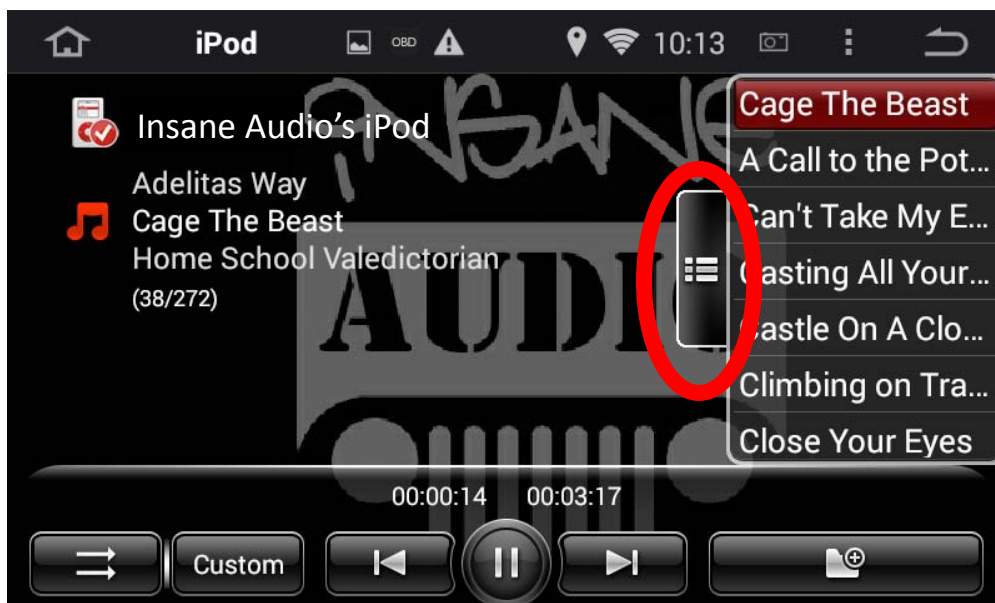 iPod
OBD
10:13
INSANE
AUDIO
Insane Audio's iPod
Adelitas Way
Cage The Beast
Home School Valedictorian
(38/272)
Cage The Beast
A Call to the Pot...
Can't Take My E...
Casting All Your...
Castle On A Clo...
Climbing on Tra...
Close Your Eyes
00:00:14 00:03:17
Custom